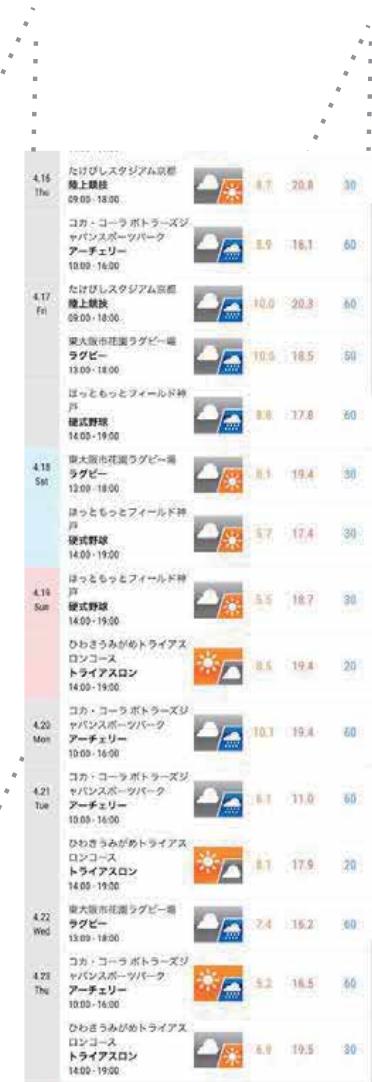 4.16
Thu
たけびしスタジアム京都
陸上競技
09:00 - 18:00
8.7 20.8 30
コカ・コーラ ボトラーズジ
ャパンスポーツパーク
アーチェリー
10:00 - 16:00
8.9 16.1 60
4.17
Fri
たけびしスタジアム京都
陸上競技
09:00 - 18:00
10.0 20.3 60
東大阪市花園ラグビー場
ラグビー
13:00 - 18:00
10.6 18.5 50
ほっともっとフィールド神
戸
硬式野球
14:00 - 19:00
8.8 17.8 60
4.18
Sat
東大阪市花園ラグビー場
ラグビー
13:00 - 18:00
8.1 19.4 30
ほっともっとフィールド神
戸
硬式野球
14:00 - 19:00
5.7 17.4 30
4.19
Sun
ほっともっとフィールド神
戸
硬式野球
14:00 - 19:00
5.5 18.7 30
ひわさうみがめトライアス
ロンコース
トライアスロン
14:00 - 19:00
8.5 19.4 20
4.20
Mon
コカ・コーラ ボトラーズジ
ャパンスポーツパーク
アーチェリー
10:00 - 16:00
10.1 19.4 60
4.21
Tue
コカ・コーラ ボトラーズジ
ャパンスポーツパーク
アーチェリー
10:00 - 16:00
6.1 11.0 60
ひわさうみがめトライアス
ロンコース
トライアスロン
14:00 - 19:00
8.1 17.9 20
4.22
Wed
東大阪市花園ラグビー場
ラグビー
13:00 - 18:00
7.4 16.2 60
4.23
Thu
コカ・コーラ ボトラーズジ
ャパンスポーツパーク
アーチェリー
10:00 - 16:00
5.2 16.5 60
ひわさうみがめトライアス
ロンコース
トライアスロン
14:00 - 19:00
6.9 19.5 30